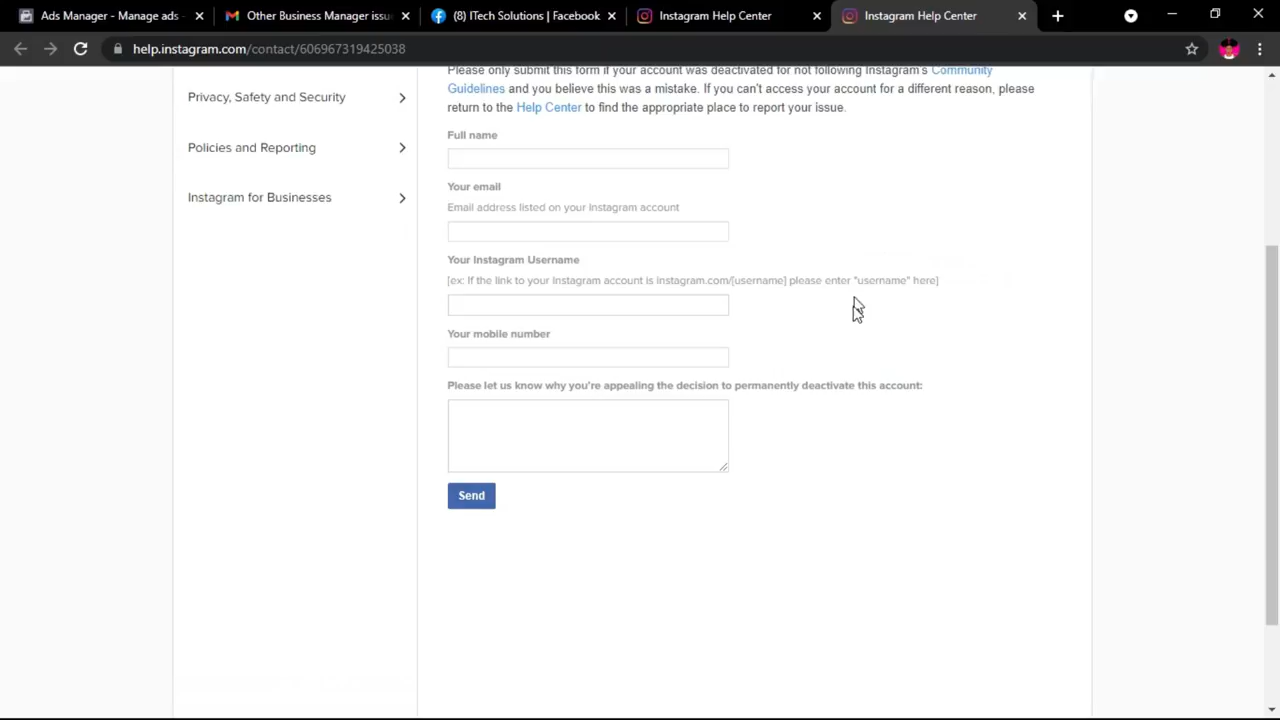 Ads Manager - Manage ads -
Other Business Manager issu
(8) ITech Solutions | Facebook
Instagram Help Center
Instagram Help Center
help.instagram.com/contact/606967319425038
Privacy, Safety and Security
Policies and Reporting
Instagram for Businesses
Please only submit this form if your account was deactivated for not following Instagram's Community
Guidelines and you believe this was a mistake. If you can't access your account for a different reason, please
return to the Help Center to find the appropriate place to report your issue.
Full name
Your email
Email address listed on your Instagram account
Your Instagram Username
[ex: If the link to your Instagram account is instagram.com/[username] please enter "username" here]
Your mobile number
Please let us know why you're appealing the decision to permanently deactivate this account:
Send